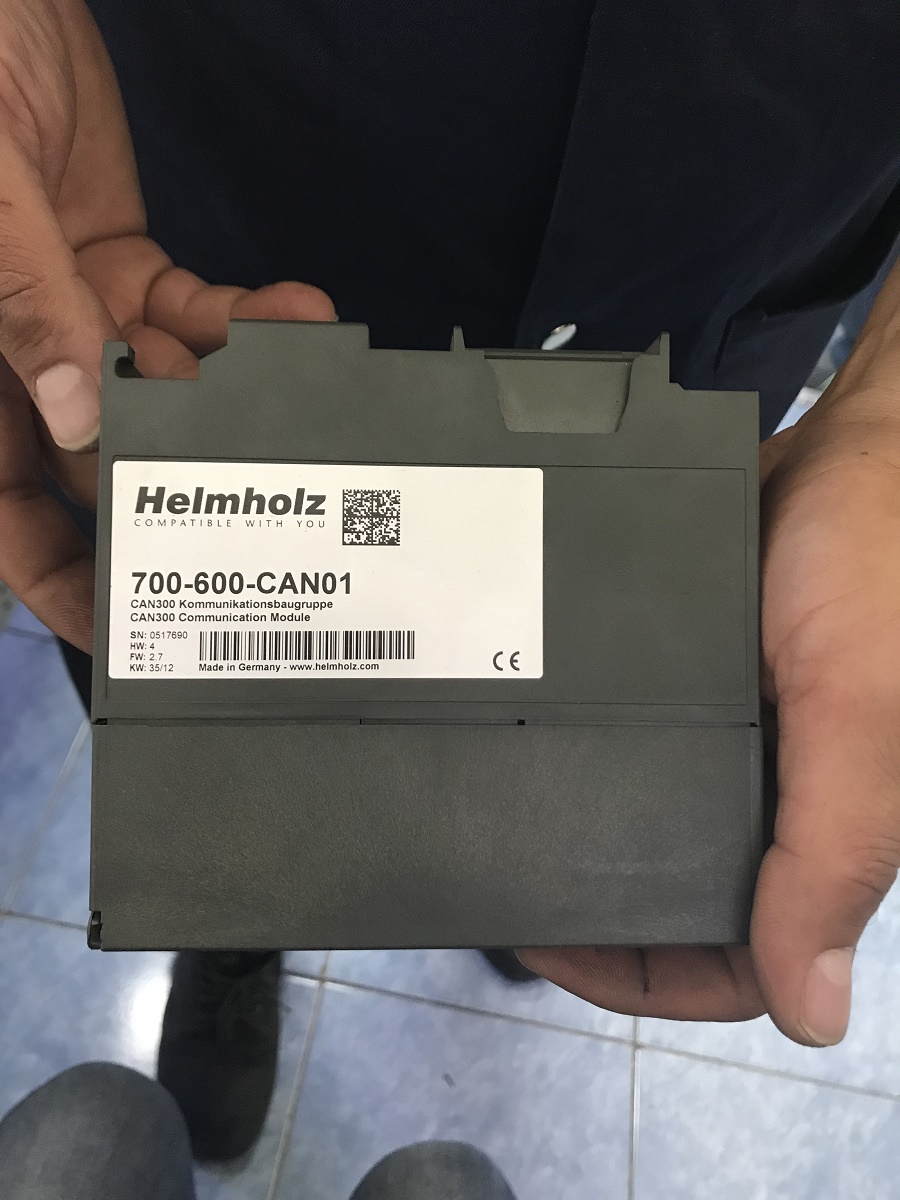 Helmholz
COMPATIBLE WITH YOU
700-600-CAN01
CAN300 Kommunikationsbaugruppe
CAN300 Communication Module
SN: 0517690
HW: 4
FW: 2.7
KW: 35/12
Made in Germany - www.helmholz.com
CE